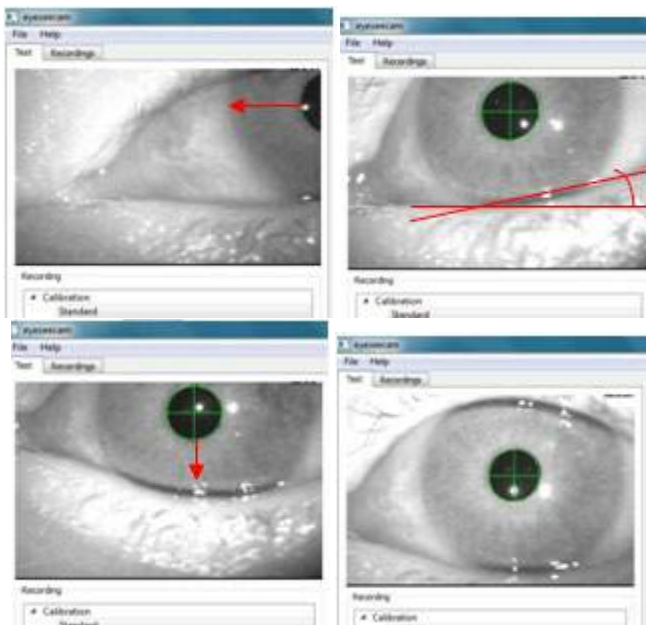 eyeseecam
File Help
Test Recordings
Recording
Calibration
Standard
eyeseecam
File Help
Test Recordings
Recording
Calibration
Standard
eyeseecam
File Help
Test Recordings
Recording
Calibration
Standard
eyeseecam
File Help
Test Recordings
Recording
Calibration